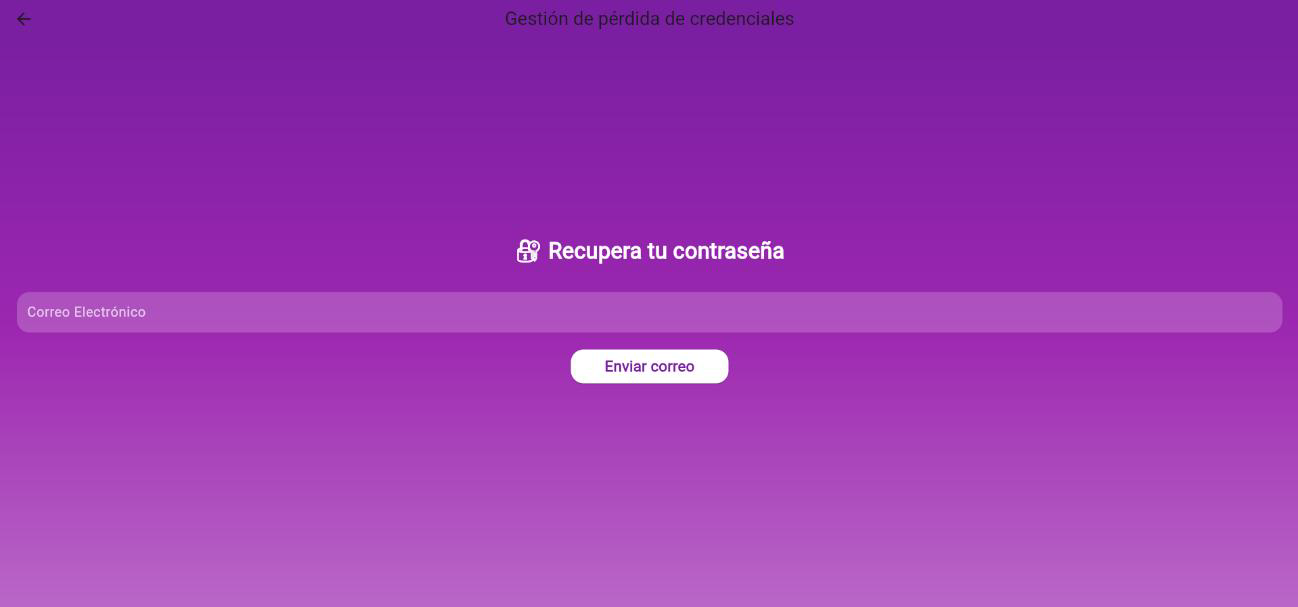 Gestión de pérdida de credenciales
🔐 Recupera tu contraseña
Correo Electrónico
Enviar correo